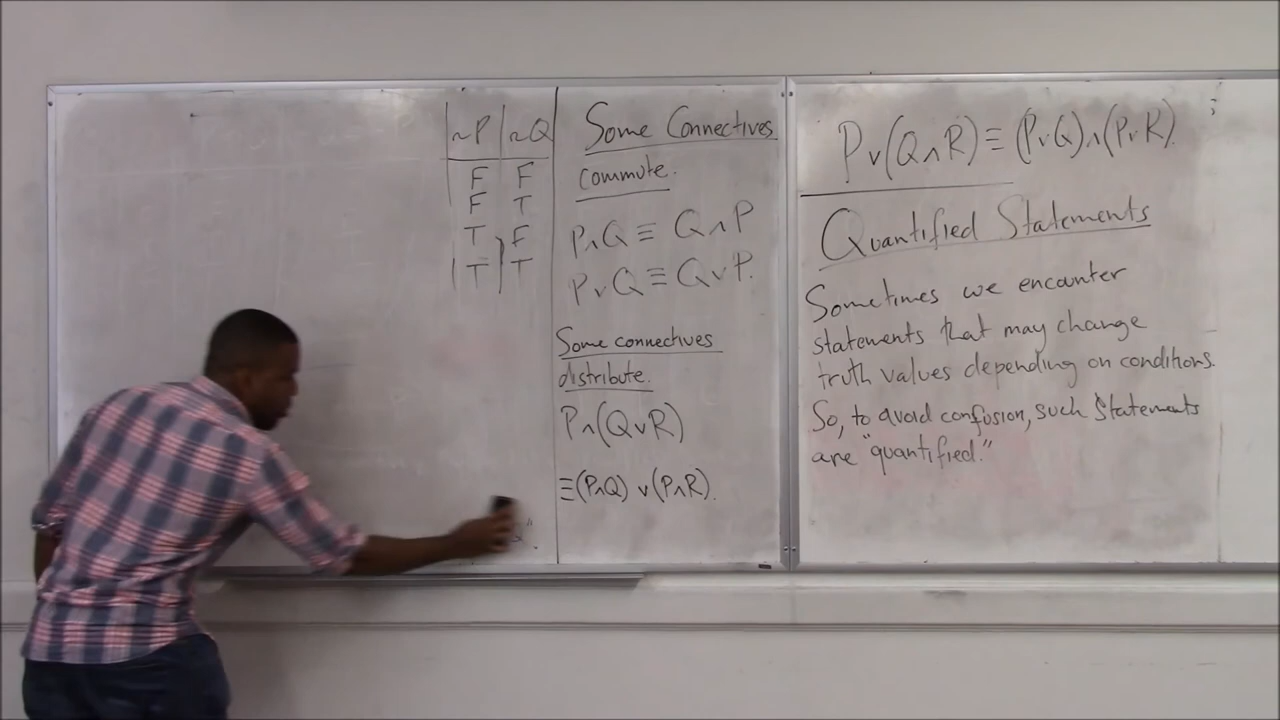 ~P ~Q
F F
F T
T F
T T
Some Connectives
commute.
P∧Q ≡ Q∧P
P∨Q ≡ Q∨P.
Some connectives
distribute.
P∧(Q∨R)
≡(P∧Q) ∨(P∧R).
P∨(Q∧R) ≡ (P∨Q)∧(P∨R).
Quantified Statements
Sometimes we encounter
statements that may change
truth values depending on conditions.
So, to avoid confusion, such statements
are "quantified."